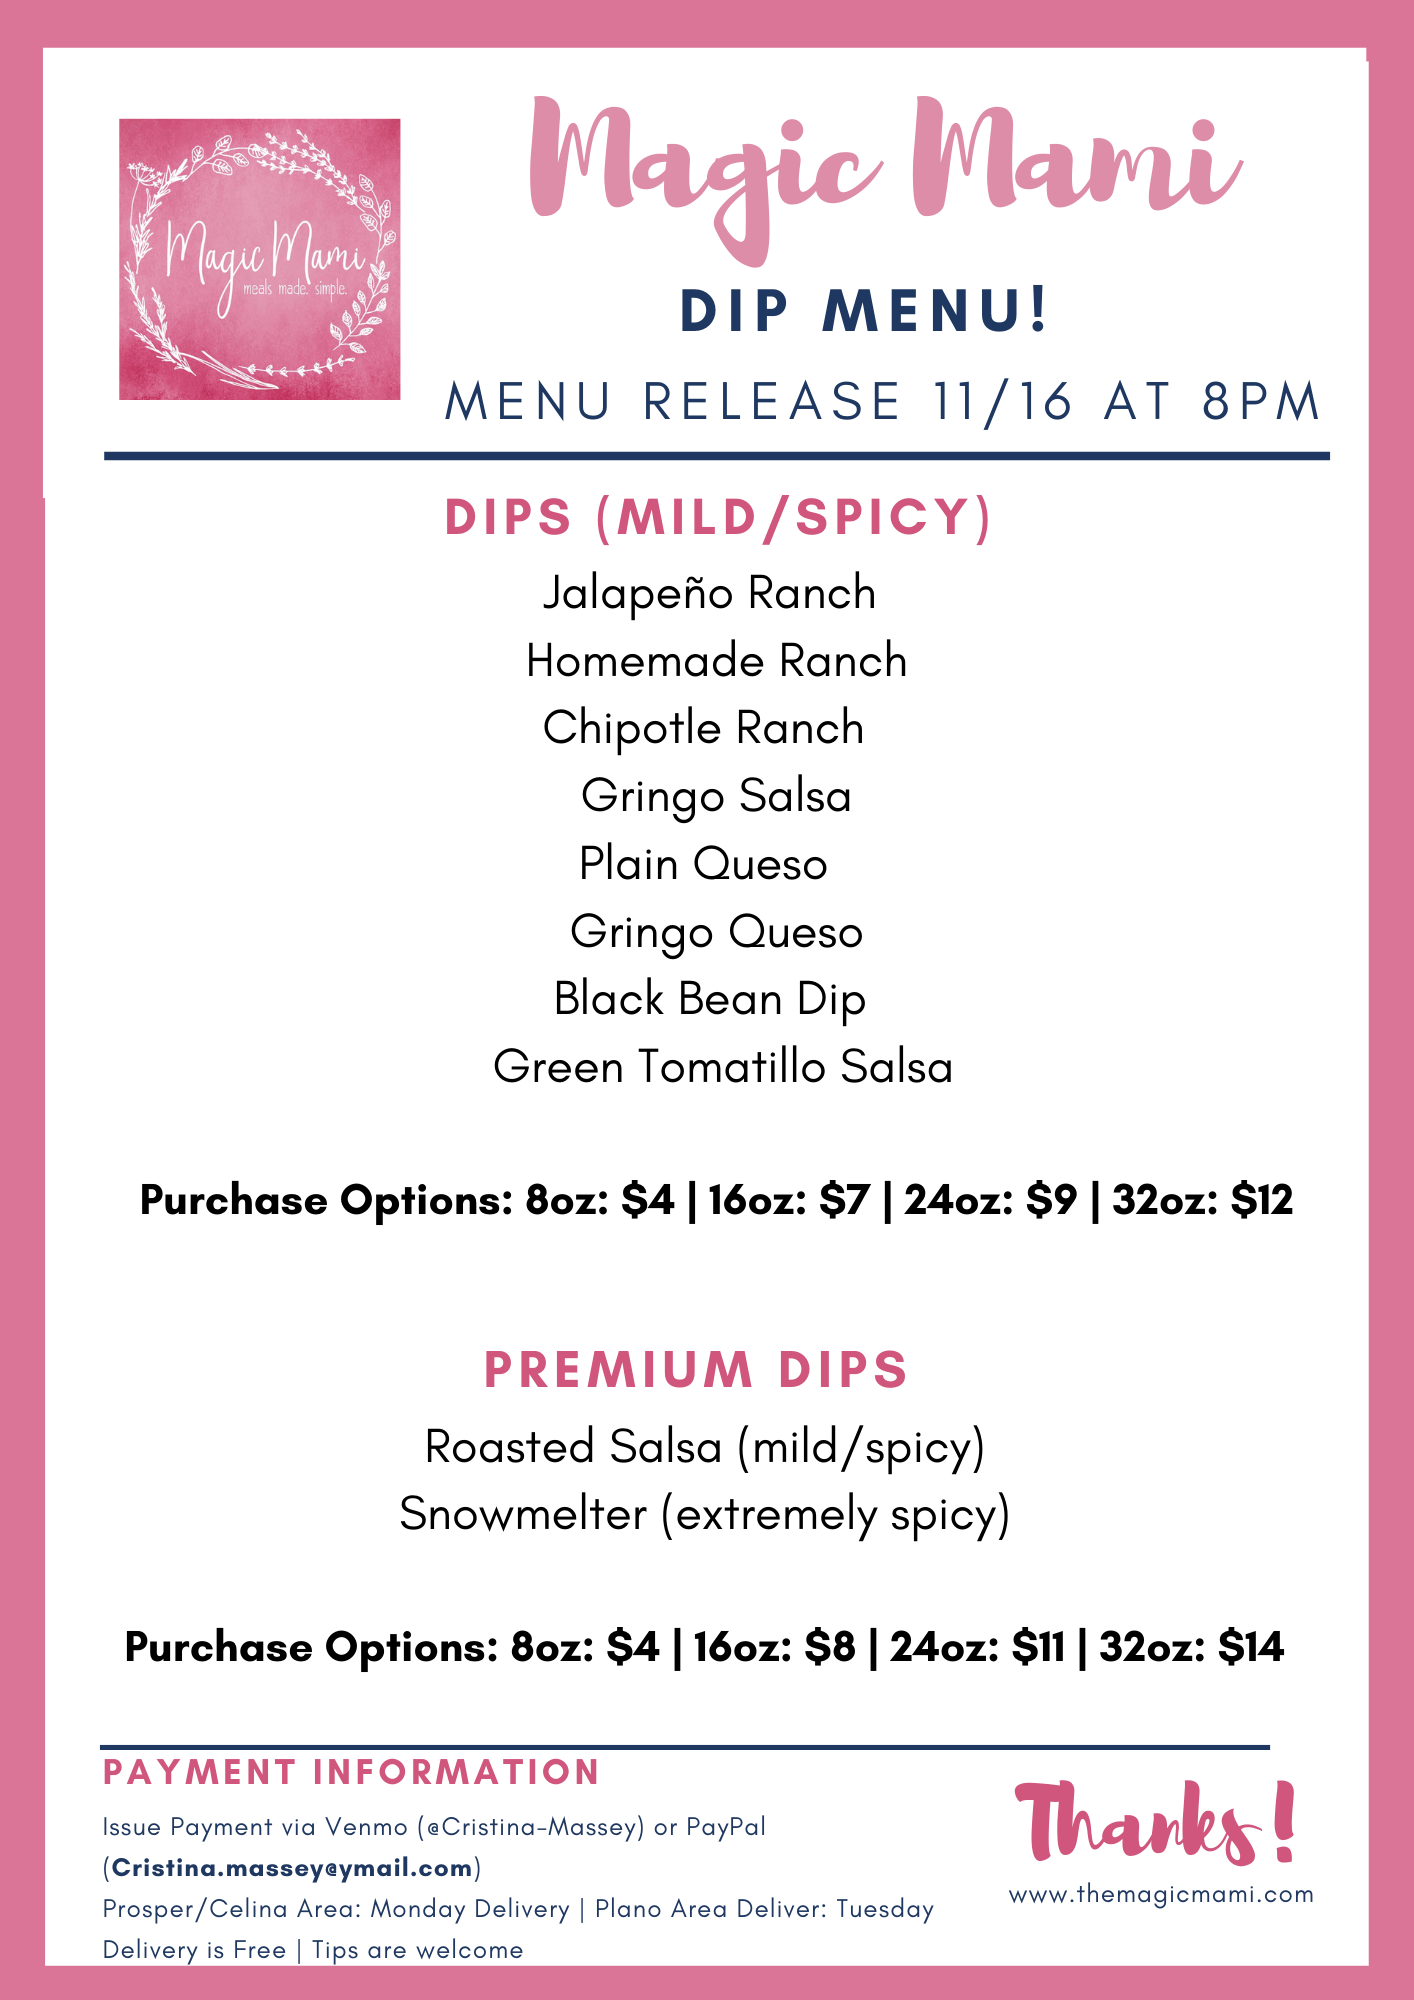 Magic Mami
meals made. simple.
Magic Mami
DIP MENU!
MENU RELEASE 11/16 AT 8PM
DIPS (MILD/SPICY)
Jalapeño Ranch
Homemade Ranch
Chipotle Ranch
Gringo Salsa
Plain Queso
Gringo Queso
Black Bean Dip
Green Tomatillo Salsa
Purchase Options: 8oz: $4 | 16oz: $7 | 24oz: $9 | 32oz: $12
PREMIUM DIPS
Roasted Salsa (mild/spicy)
Snowmelter (extremely spicy)
Purchase Options: 8oz: $4 | 16oz: $8 | 24oz: $11 | 32oz: $14
PAYMENT INFORMATION
Issue Payment via Venmo (@Cristina-Massey) or PayPal
(Cristina.massey@ymail.com)
Prosper/Celina Area: Monday Delivery | Plano Area Deliver: Tuesday
Delivery is Free | Tips are welcome
Thanks!
www.themagicmami.com